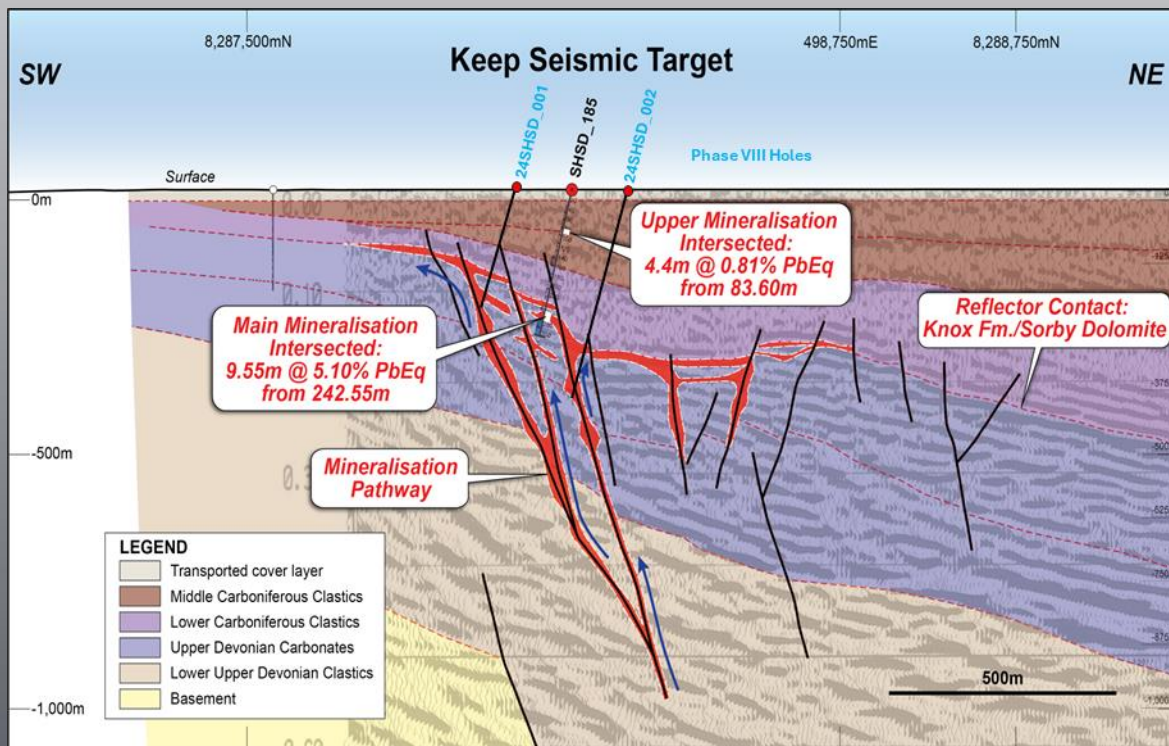 8,287,500mN
498,750mE
8,288,750mN
SW
Keep Seismic Target
NE
24SHSD_001
SHSD_185
24SHSD_002
Phase VIII Holes
Surface
0m
Upper Mineralisation
Intersected:
4.4m @ 0.81% PbEq
from 83.60m
Reflector Contact:
Knox Fm./Sorby Dolomite
Main Mineralisation
Intersected:
9.55m @ 5.10% PbEq
from 242.55m
-500m
Mineralisation
Pathway
LEGEND
Transported cover layer
Middle Carboniferous Clastics
Lower Carboniferous Clastics
Upper Devonian Carbonates
Lower Upper Devonian Clastics
Basement
500m
-1,000m